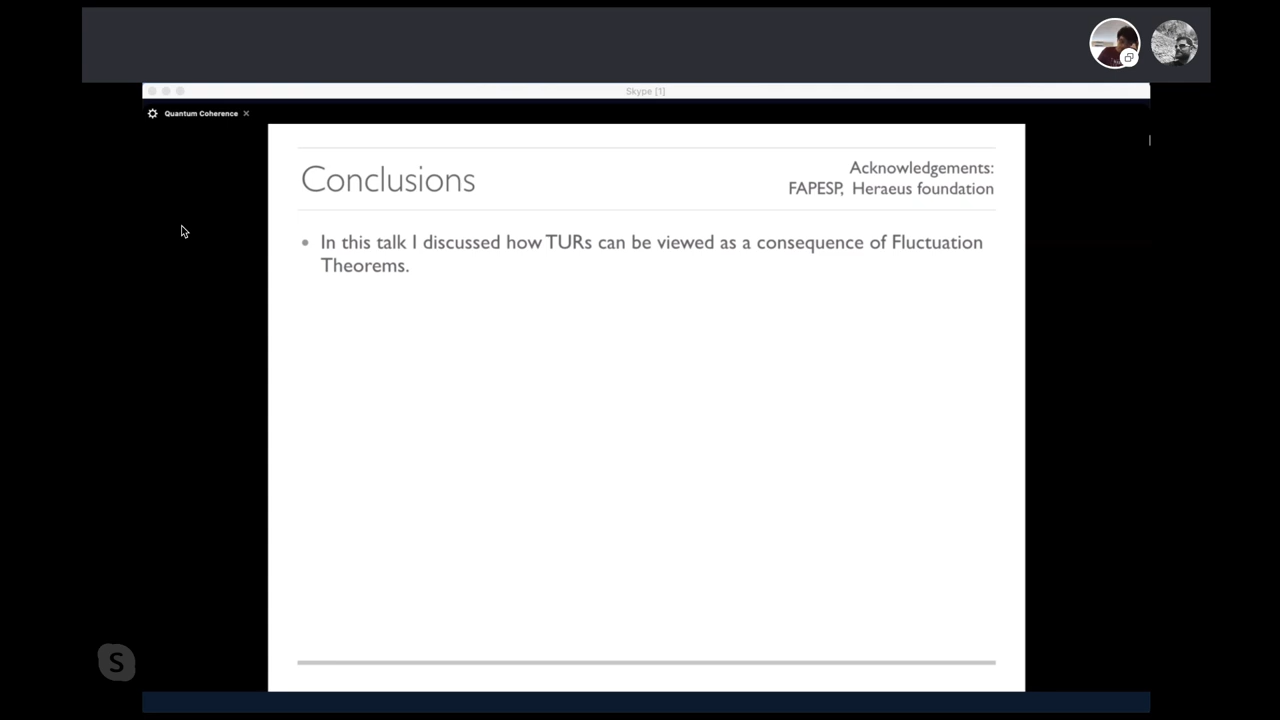 Skype [1]
Quantum Coherence
Conclusions
Acknowledgements:
FAPESP, Heraeus foundation
• In this talk I discussed how TURs can be viewed as a consequence of Fluctuation
Theorems.
S